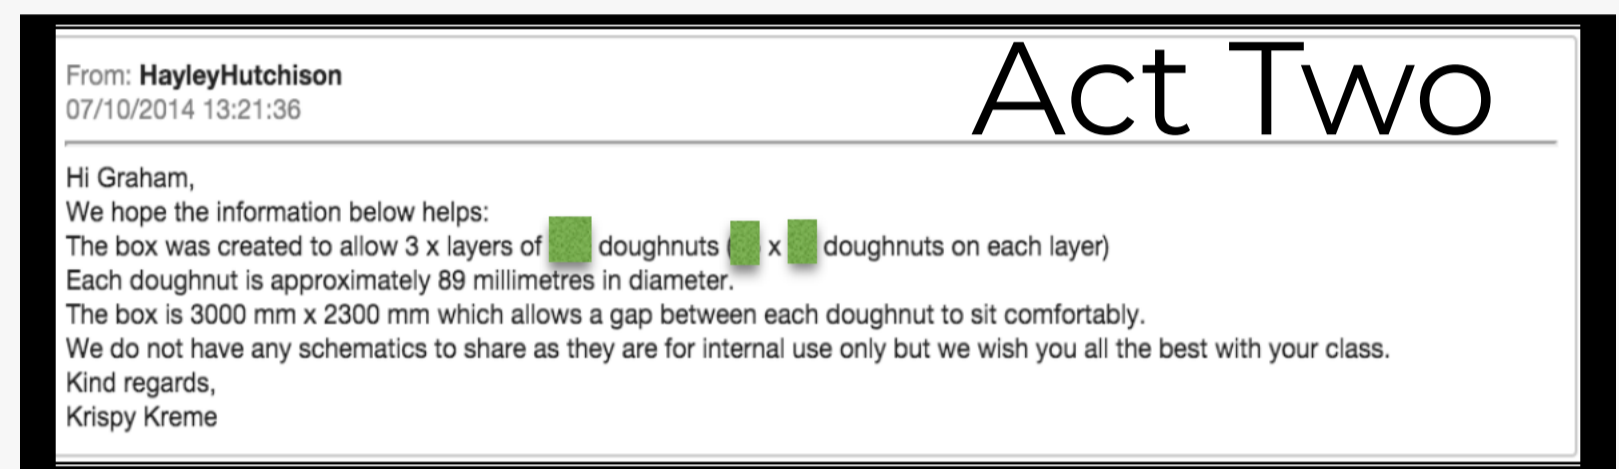 Act Two
From: HayleyHutchison
07/10/2014 13:21:36
Hi Graham,
We hope the information below helps:
The box was created to allow 3 x layers of doughnuts ( x doughnuts on each layer)
Each doughnut is approximately 89 millimetres in diameter.
The box is 3000 mm x 2300 mm which allows a gap between each doughnut to sit comfortably.
We do not have any schematics to share as they are for internal use only but we wish you all the best with your class.
Kind regards,
Krispy Kreme